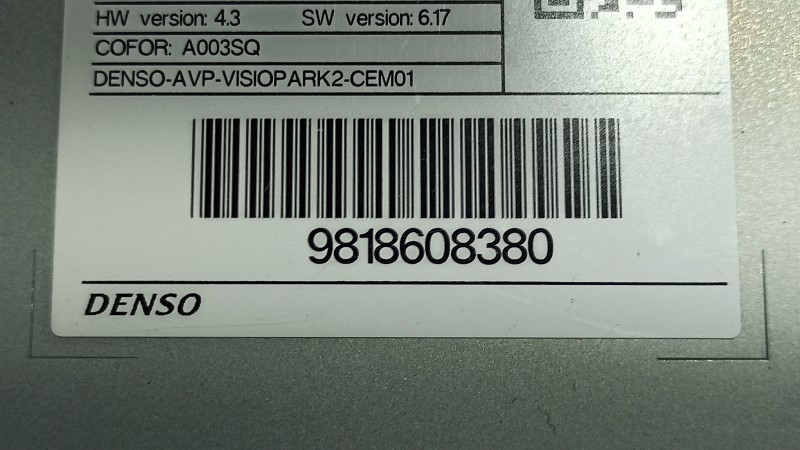 HW version: 4.3 SW version: 6.17
COFOR: A003SQ
DENSO-AVP-VISIOPARK2-CEM01
9818608380
DENSO